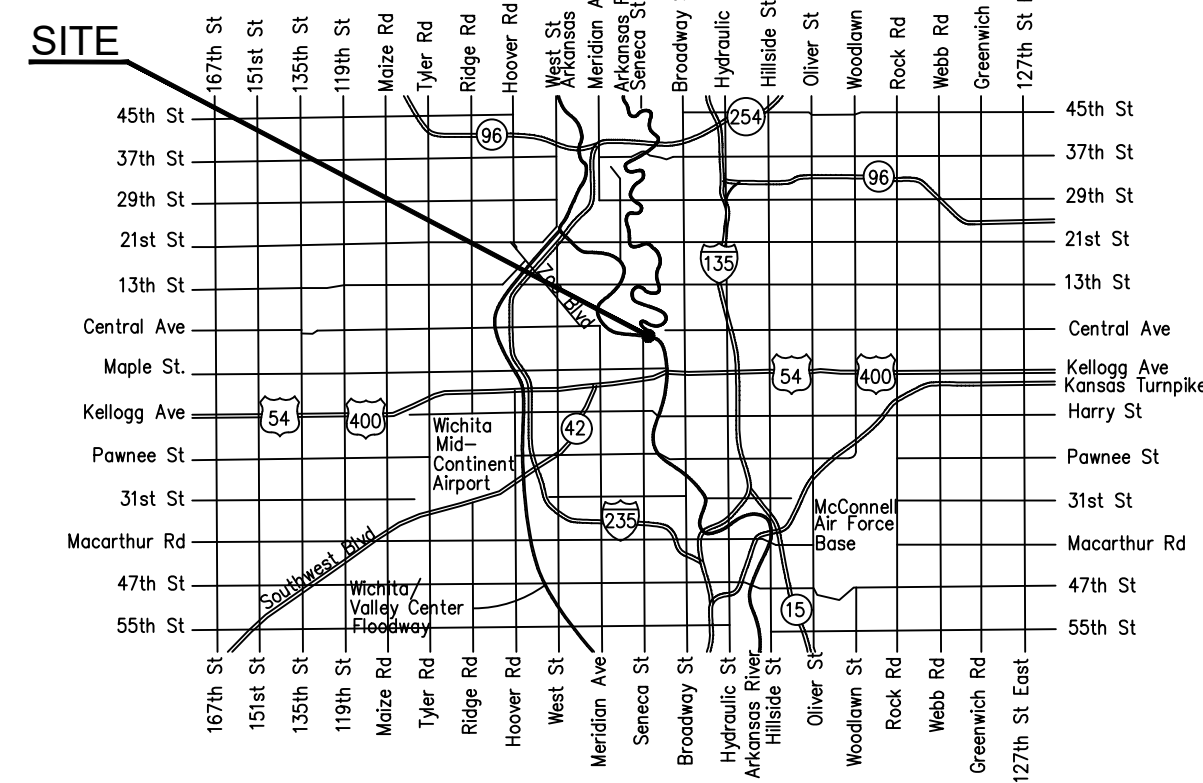 SITE
167th St
151st St
135th St
119th St
Maize Rd
Tyler Rd
Ridge Rd
Hoover Rd
West St
Arkansas
Meridian A
Arkansas
Seneca St
Broadway
Hydraulic
Hillside St
Oliver St
Woodlawn
Rock Rd
Webb Rd
Greenwich
127th St
45th St
37th St
29th St
21st St
13th St
Central Ave
Maple St.
Kellogg Ave
Pawnee St
31st St
Macarthur Rd
47th St
55th St
96
254
96
135
Zoo Blvd
54
400
54
400
42
Wichita
Mid–
Continent
Airport
235
McConnell
Air Force
Base
Southwest Blvd
Wichita/
Valley Center
Floodway
15
45th St
37th St
29th St
21st St
13th St
Central Ave
Kellogg Ave
Kansas Turnpike
Harry St
Pawnee St
31st St
Macarthur Rd
47th St
55th St
167th St
151st St
135th St
119th St
Maize Rd
Tyler Rd
Ridge Rd
Hoover Rd
West St
Meridian Ave
Seneca St
Broadway St
Hydraulic St
Arkansas River
Hillside St
Oliver St
Woodlawn St
Rock Rd
Webb Rd
Greenwich Rd
127th St East